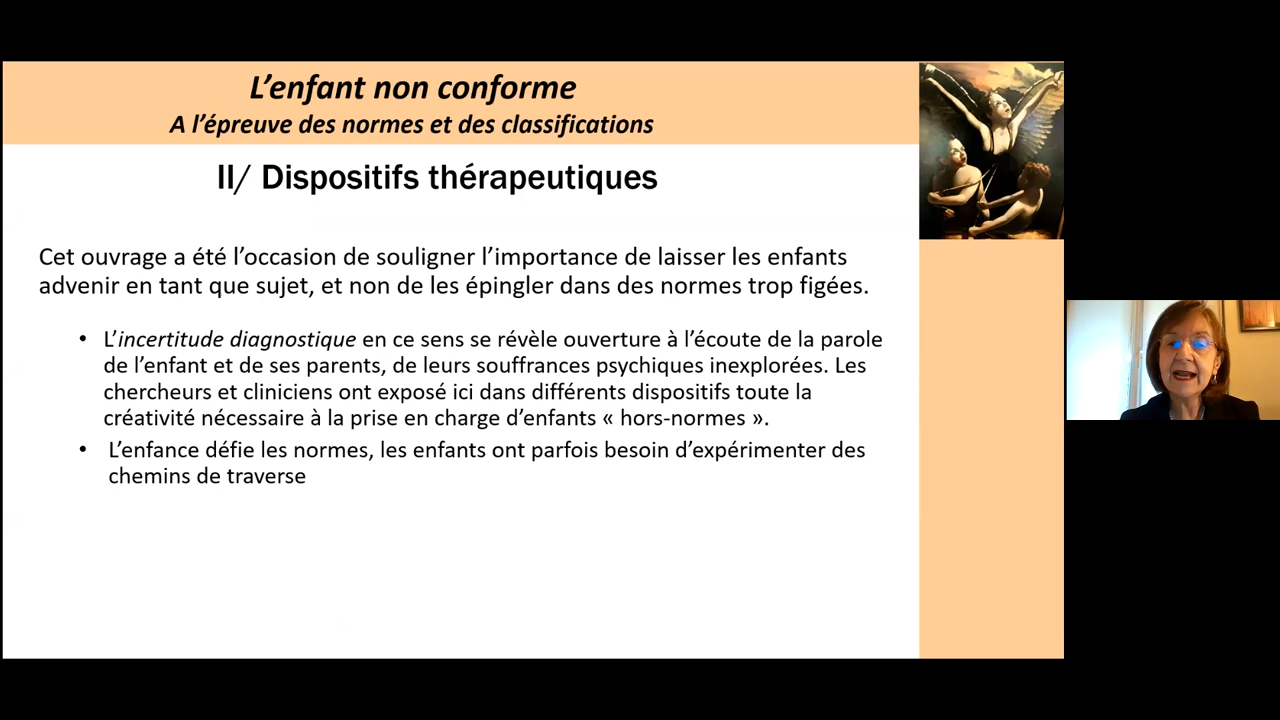 L’enfant non conforme
A l’épreuve des normes et des classifications
II/ Dispositifs thérapeutiques
Cet ouvrage a été l’occasion de souligner l’importance de laisser les enfants
advenir en tant que sujet, et non de les épingler dans des normes trop figées.
• L’incertitude diagnostique en ce sens se révèle ouverture à l’écoute de la parole
de l’enfant et de ses parents, de leurs souffrances psychiques inexplorées. Les
chercheurs et cliniciens ont exposé ici dans différents dispositifs toute la
créativité nécessaire à la prise en charge d’enfants « hors-normes ».
• L’enfance défie les normes, les enfants ont parfois besoin d’expérimenter des
chemins de traverse